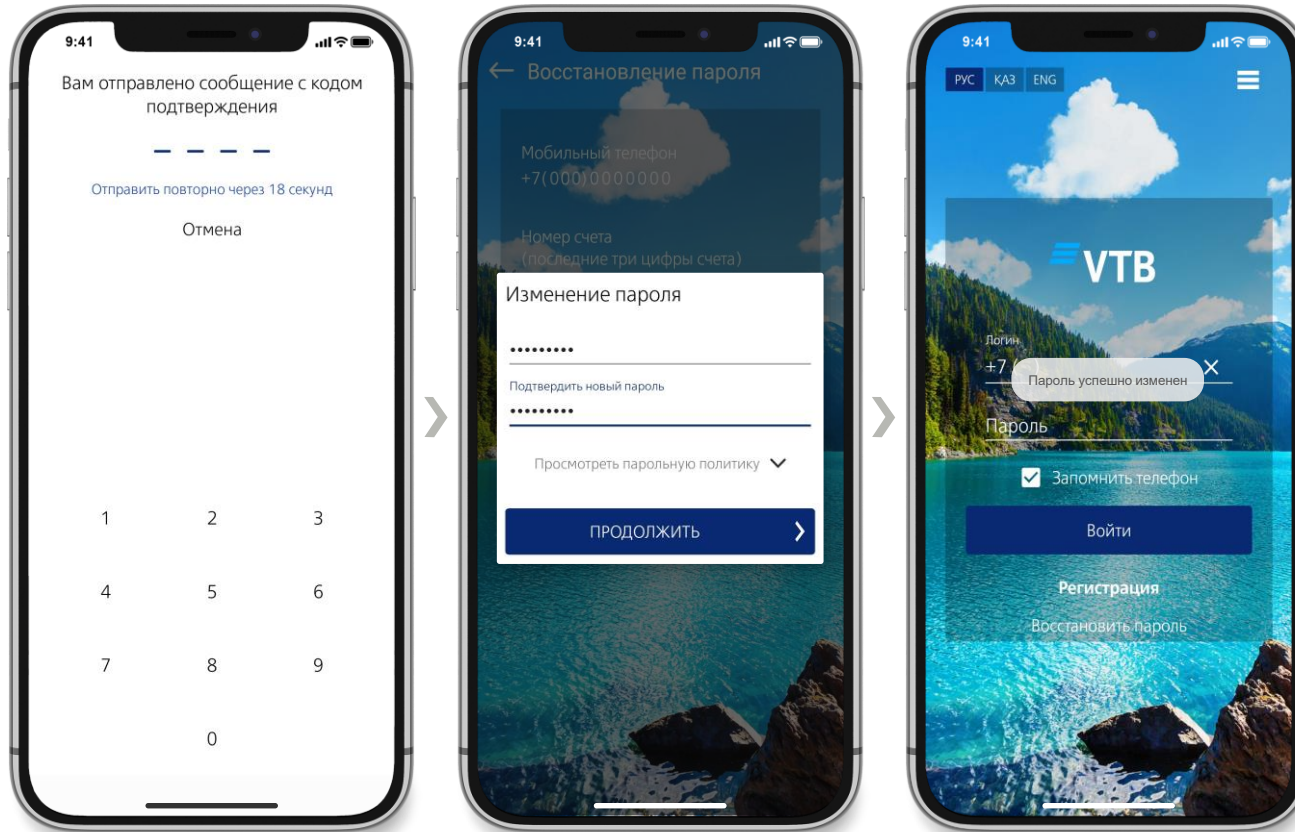 9:41
Вам отправлено сообщение с кодом
подтверждения
Отправить повторно через 18 секунд
Отмена
1 2 3
4 5 6
7 8 9
0
9:41
Восстановление пароля
Мобильный телефон
+7(000)0000000
Номер счета
(последние три цифры счета)
Изменение пароля
•••••••••
Подтвердить новый пароль
•••••••••
Просмотреть парольную политику
ПРОДОЛЖИТЬ
9:41
РУС ҚАЗ ENG
VTB
Логин
+7 (
Пароль успешно изменен
Пароль
Запомнить телефон
Войти
Регистрация
Восстановить пароль